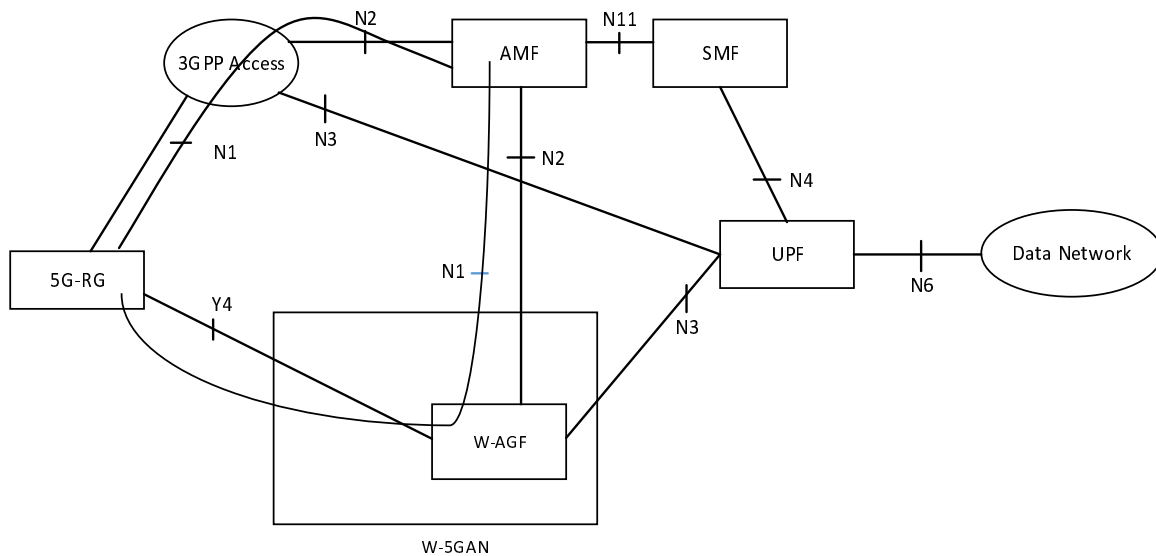 N2
N11
3GPP Access
AMF
SMF
N3
N1
N2
N4
5G-RG
N1
UPF
Data Network
N6
Y4
N3
W-AGF
W-5GAN